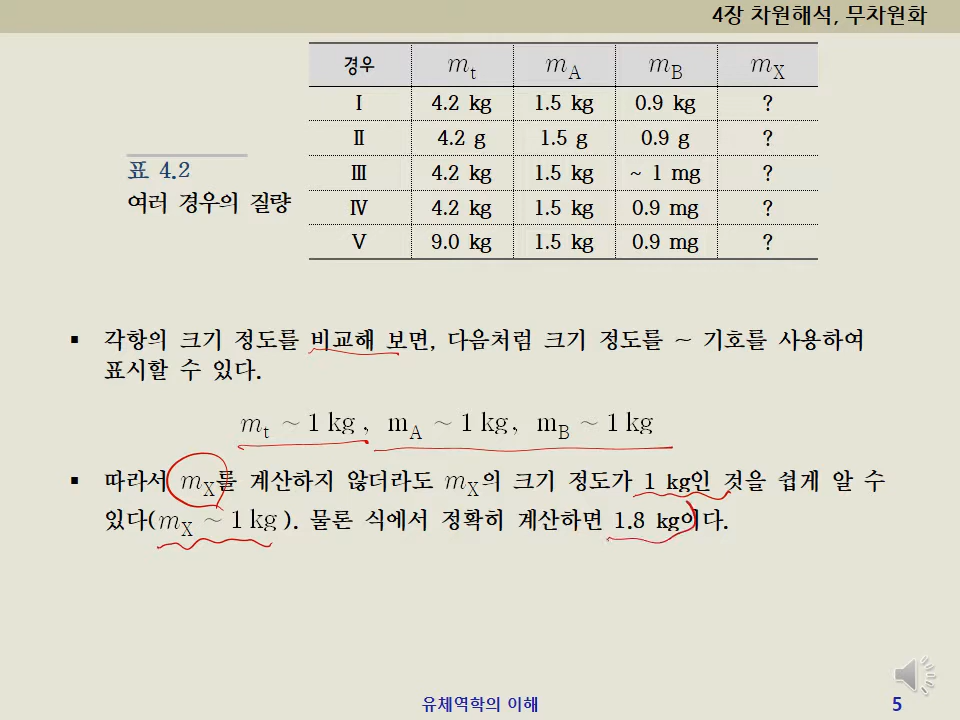 4장 차원해석, 무차원화
경우 m_t m_A m_B m_X
Ⅰ 4.2 kg 1.5 kg 0.9 kg ?
Ⅱ 4.2 g 1.5 g 0.9 g ?
Ⅲ 4.2 kg 1.5 kg ~ 1 mg ?
Ⅳ 4.2 kg 1.5 kg 0.9 mg ?
Ⅴ 9.0 kg 1.5 kg 0.9 mg ?
표 4.2
여러 경우의 질량
▪ 각항의 크기 정도를 비교해 보면, 다음처럼 크기 정도를 ~ 기호를 사용하여
표시할 수 있다.
m_t ~ 1 kg, m_A ~ 1 kg, m_B ~ 1 kg
▪ 따라서 m_X를 계산하지 않더라도 m_X의 크기 정도가 1 kg인 것을 쉽게 알 수
있다(m_X ~ 1 kg). 물론 식에서 정확히 계산하면 1.8 kg이다.
유체역학의 이해
5